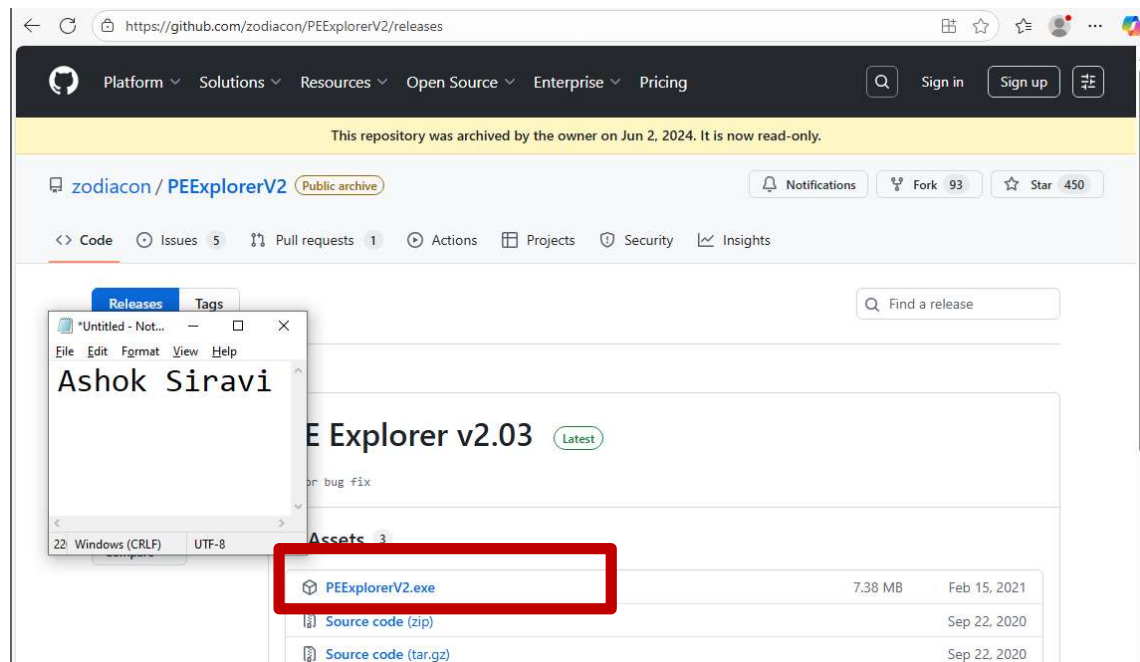 https://github.com/zodiacon/PEExplorerV2/releases
Platform Solutions Resources Open Source Enterprise Pricing Sign in Sign up
This repository was archived by the owner on Jun 2, 2024. It is now read-only.
zodiacon / PEExplorerV2 Public archive Notifications Fork 93 Star 450
<> Code Issues 5 Pull requests 1 Actions Projects Security Insights
Releases Tags Find a release
*Untitled - Not...
File Edit Format View Help
Ashok Siravi
E Explorer v2.03 Latest
bug fix
Windows (CRLF) UTF-8
Assets 3
PEExplorerV2.exe 7.38 MB Feb 15, 2021
Source code (zip) Sep 22, 2020
Source code (tar.gz) Sep 22, 2020